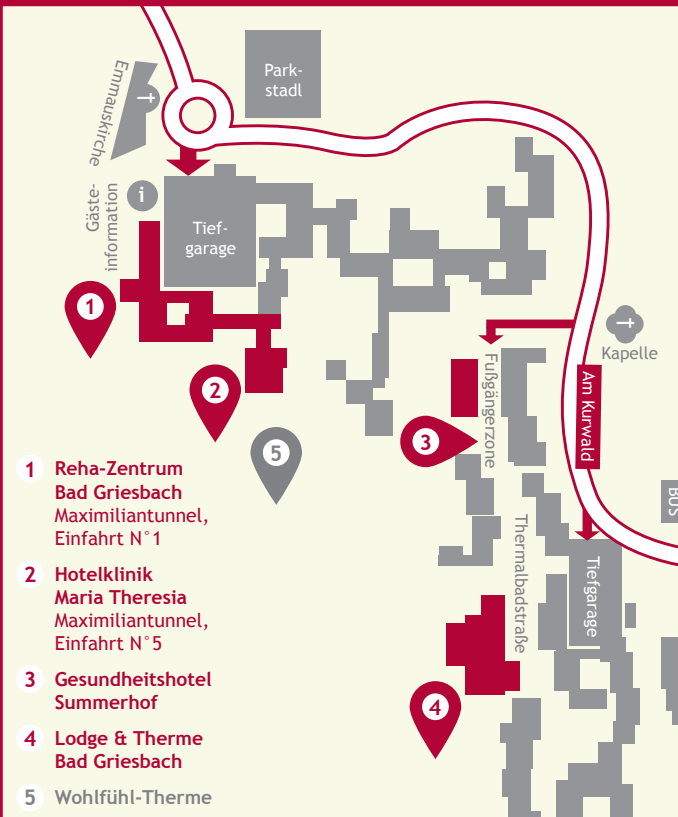 Park-
stadl
Emmauskirche
Gäste-
information
i
Tief-
garage
1
2
5
3
4
Kapelle
Fußgängerzone
Am Kurwald
BUS
Thermalbadstraße
Tiefgarage
1 Reha-Zentrum
Bad Griesbach
Maximiliantunnel,
Einfahrt N°1
2 Hotelklinik
Maria Theresia
Maximiliantunnel,
Einfahrt N°5
3 Gesundheitshotel
Summerhof
4 Lodge & Therme
Bad Griesbach
5 Wohlfühl-Therme